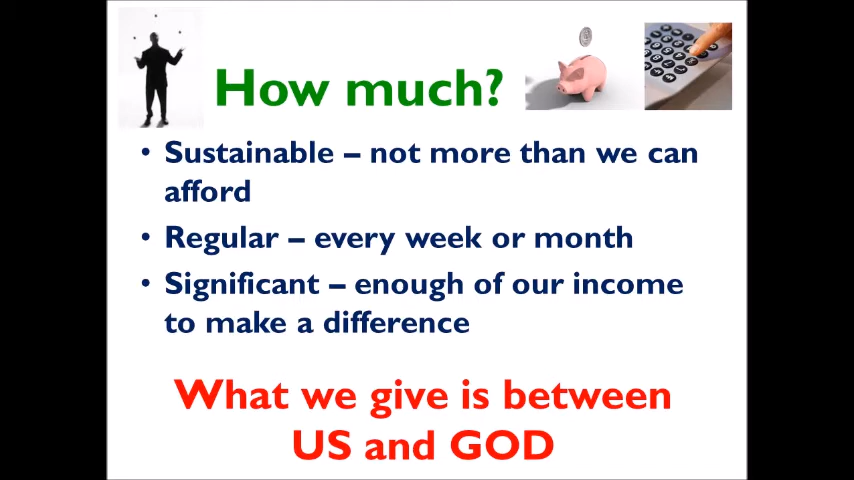 How much?
• Sustainable – not more than we can
afford
• Regular – every week or month
• Significant – enough of our income
to make a difference
What we give is between
US and GOD